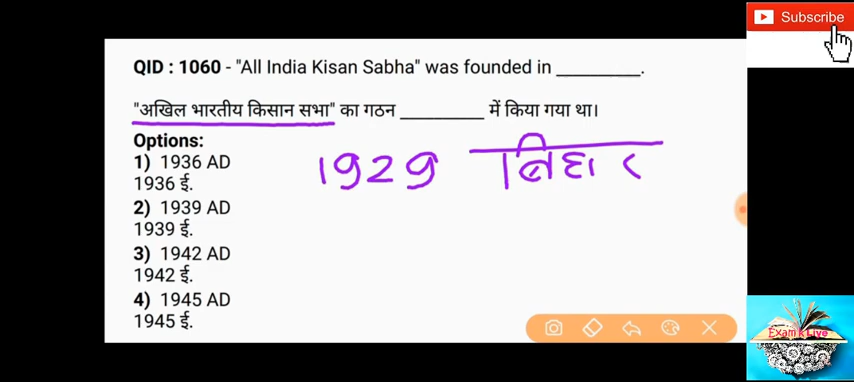 Subscribe
QID : 1060 - "All India Kisan Sabha" was founded in ________.
"अखिल भारतीय किसान सभा" का गठन ________ में किया गया था।
Options:
1) 1936 AD
1936 ई.
1929 बिहार
2) 1939 AD
1939 ई.
3) 1942 AD
1942 ई.
4) 1945 AD
1945 ई.
Exam k Live